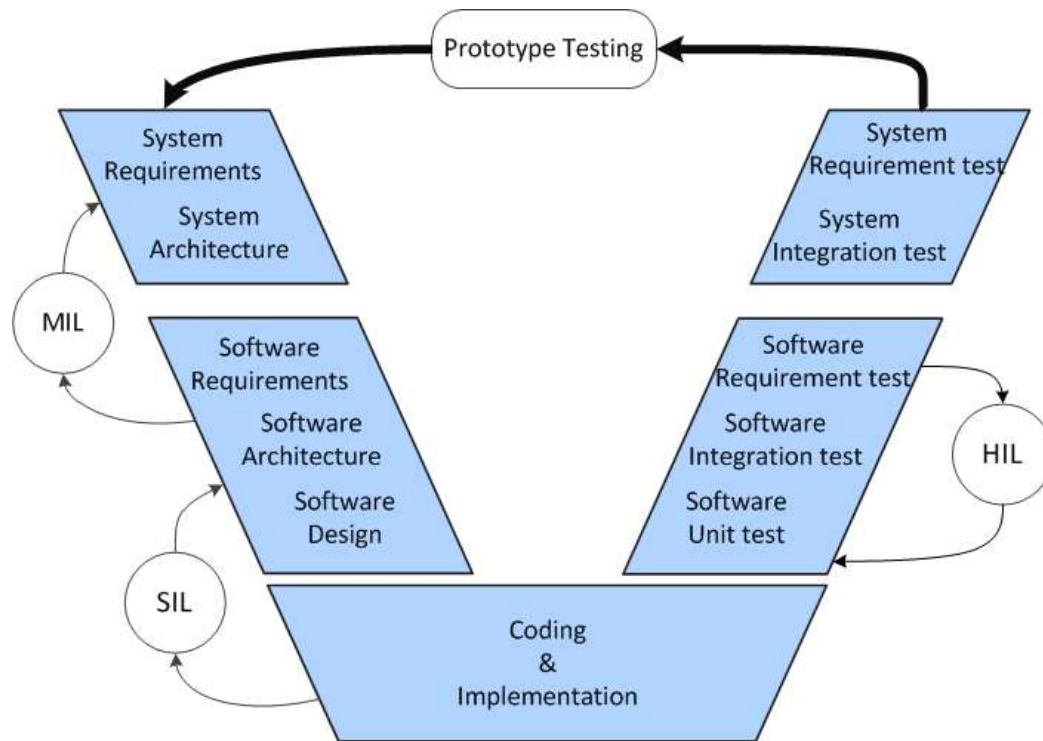 Prototype Testing
System
Requirements
System
Architecture
System
Requirement test
System
Integration test
MIL
Software
Requirements
Software
Architecture
Software
Design
Software
Requirement test
Software
Integration test
Software
Unit test
HIL
SIL
Coding
&
Implementation